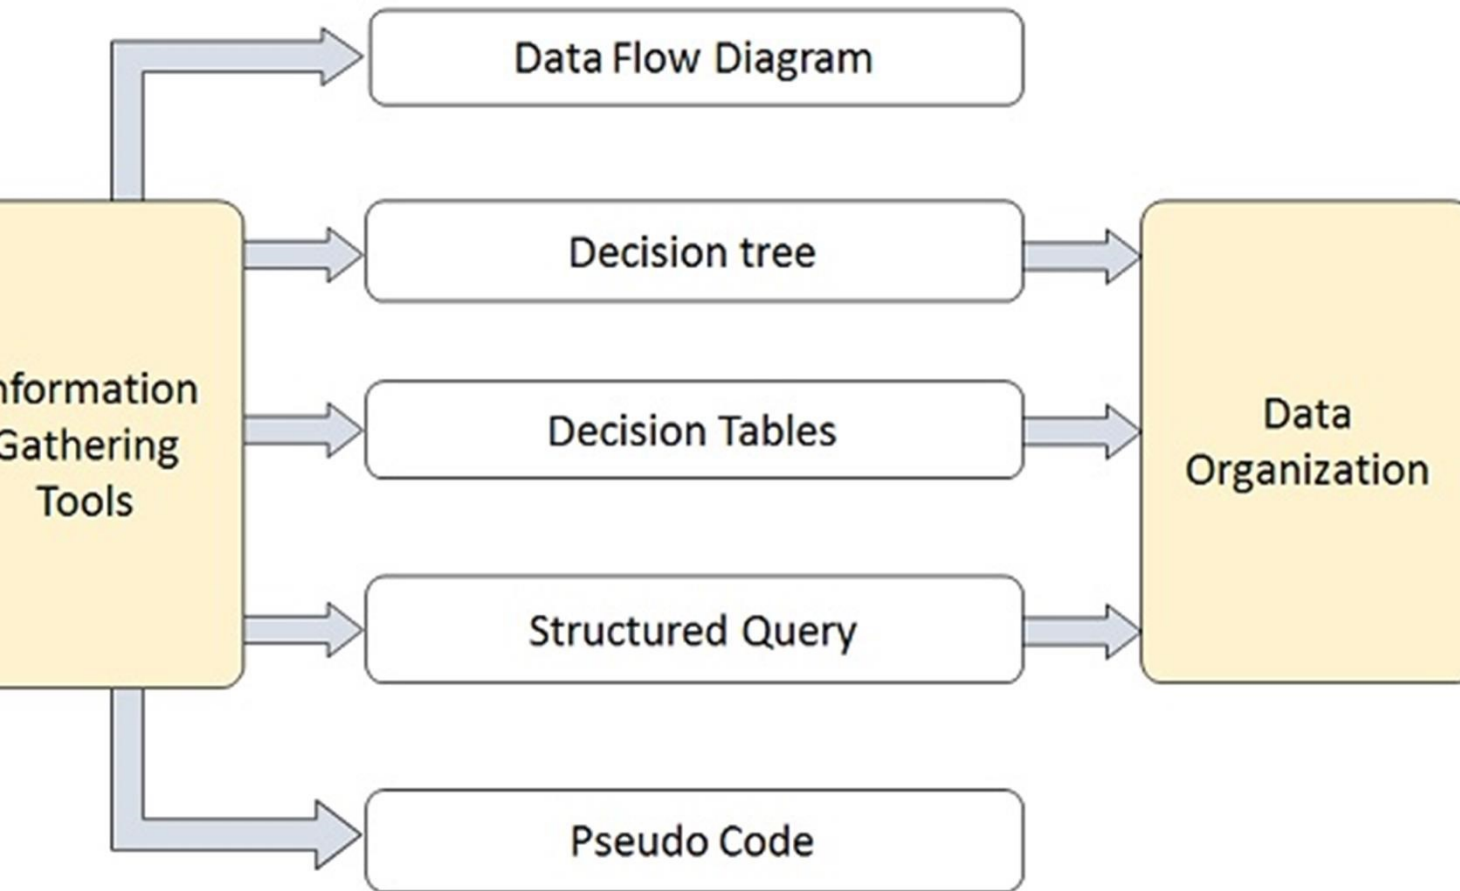 Data Flow Diagram
Decision tree
Decision Tables
Structured Query
Pseudo Code
nformation
Gathering
Tools
Data
Organization